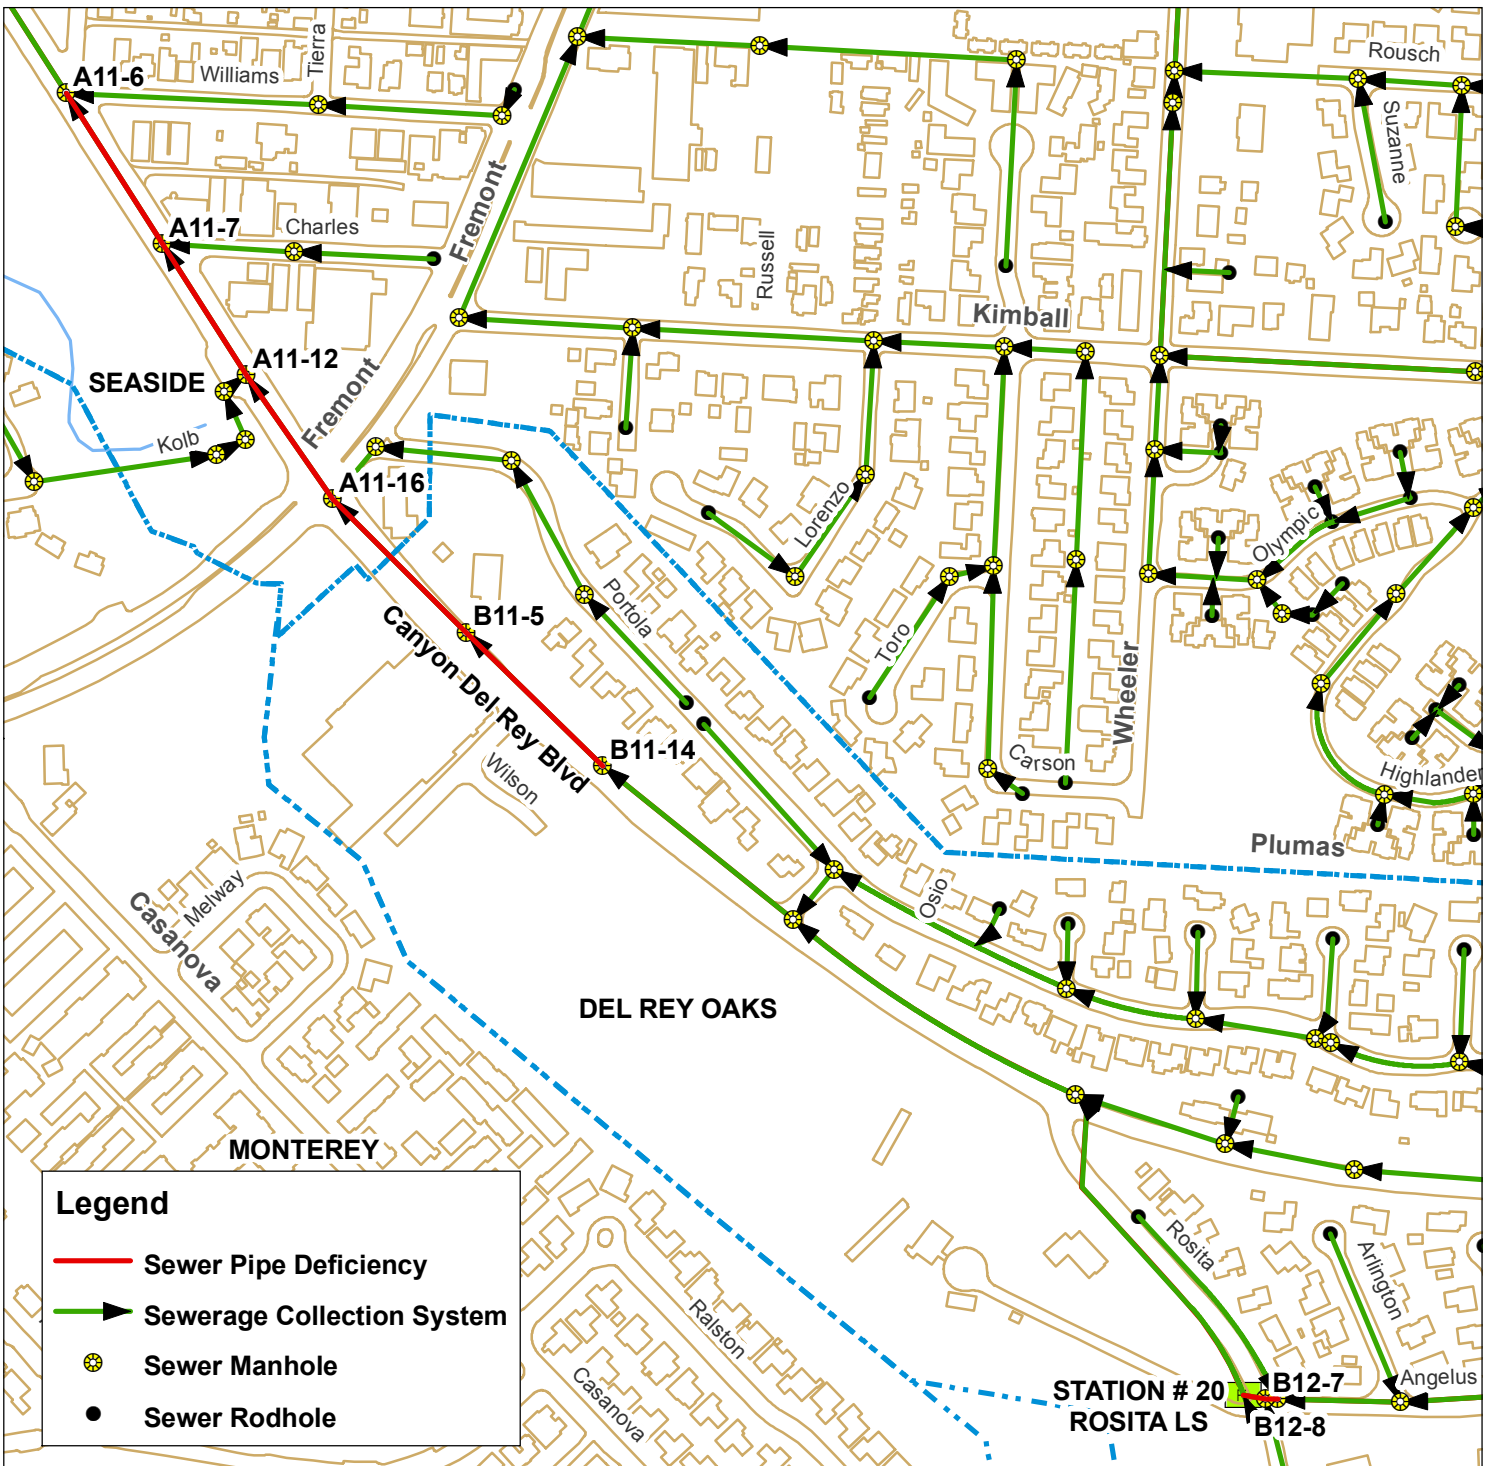 Rousch
Tierra
Williams
A11-6
Suzanne
Fremont
A11-7
Charles
Russell
Kimball
A11-12
SEASIDE
Fremont
Kolb
A11-16
Lorenzo
Olympic
Portola
B11-5
Toro
Canyon Del Rey Blvd
Wheeler
B11-14
Carson
Wilson
Highlander
Plumas
Melway
Casanova
Osio
DEL REY OAKS
MONTEREY
Legend
Sewer Pipe Deficiency
Sewerage Collection System
Sewer Manhole
Sewer Rodhole
Rosita
Arlington
Ralston
Casanova
Angelus
STATION # 20
ROSITA LS
B12-7
B12-8